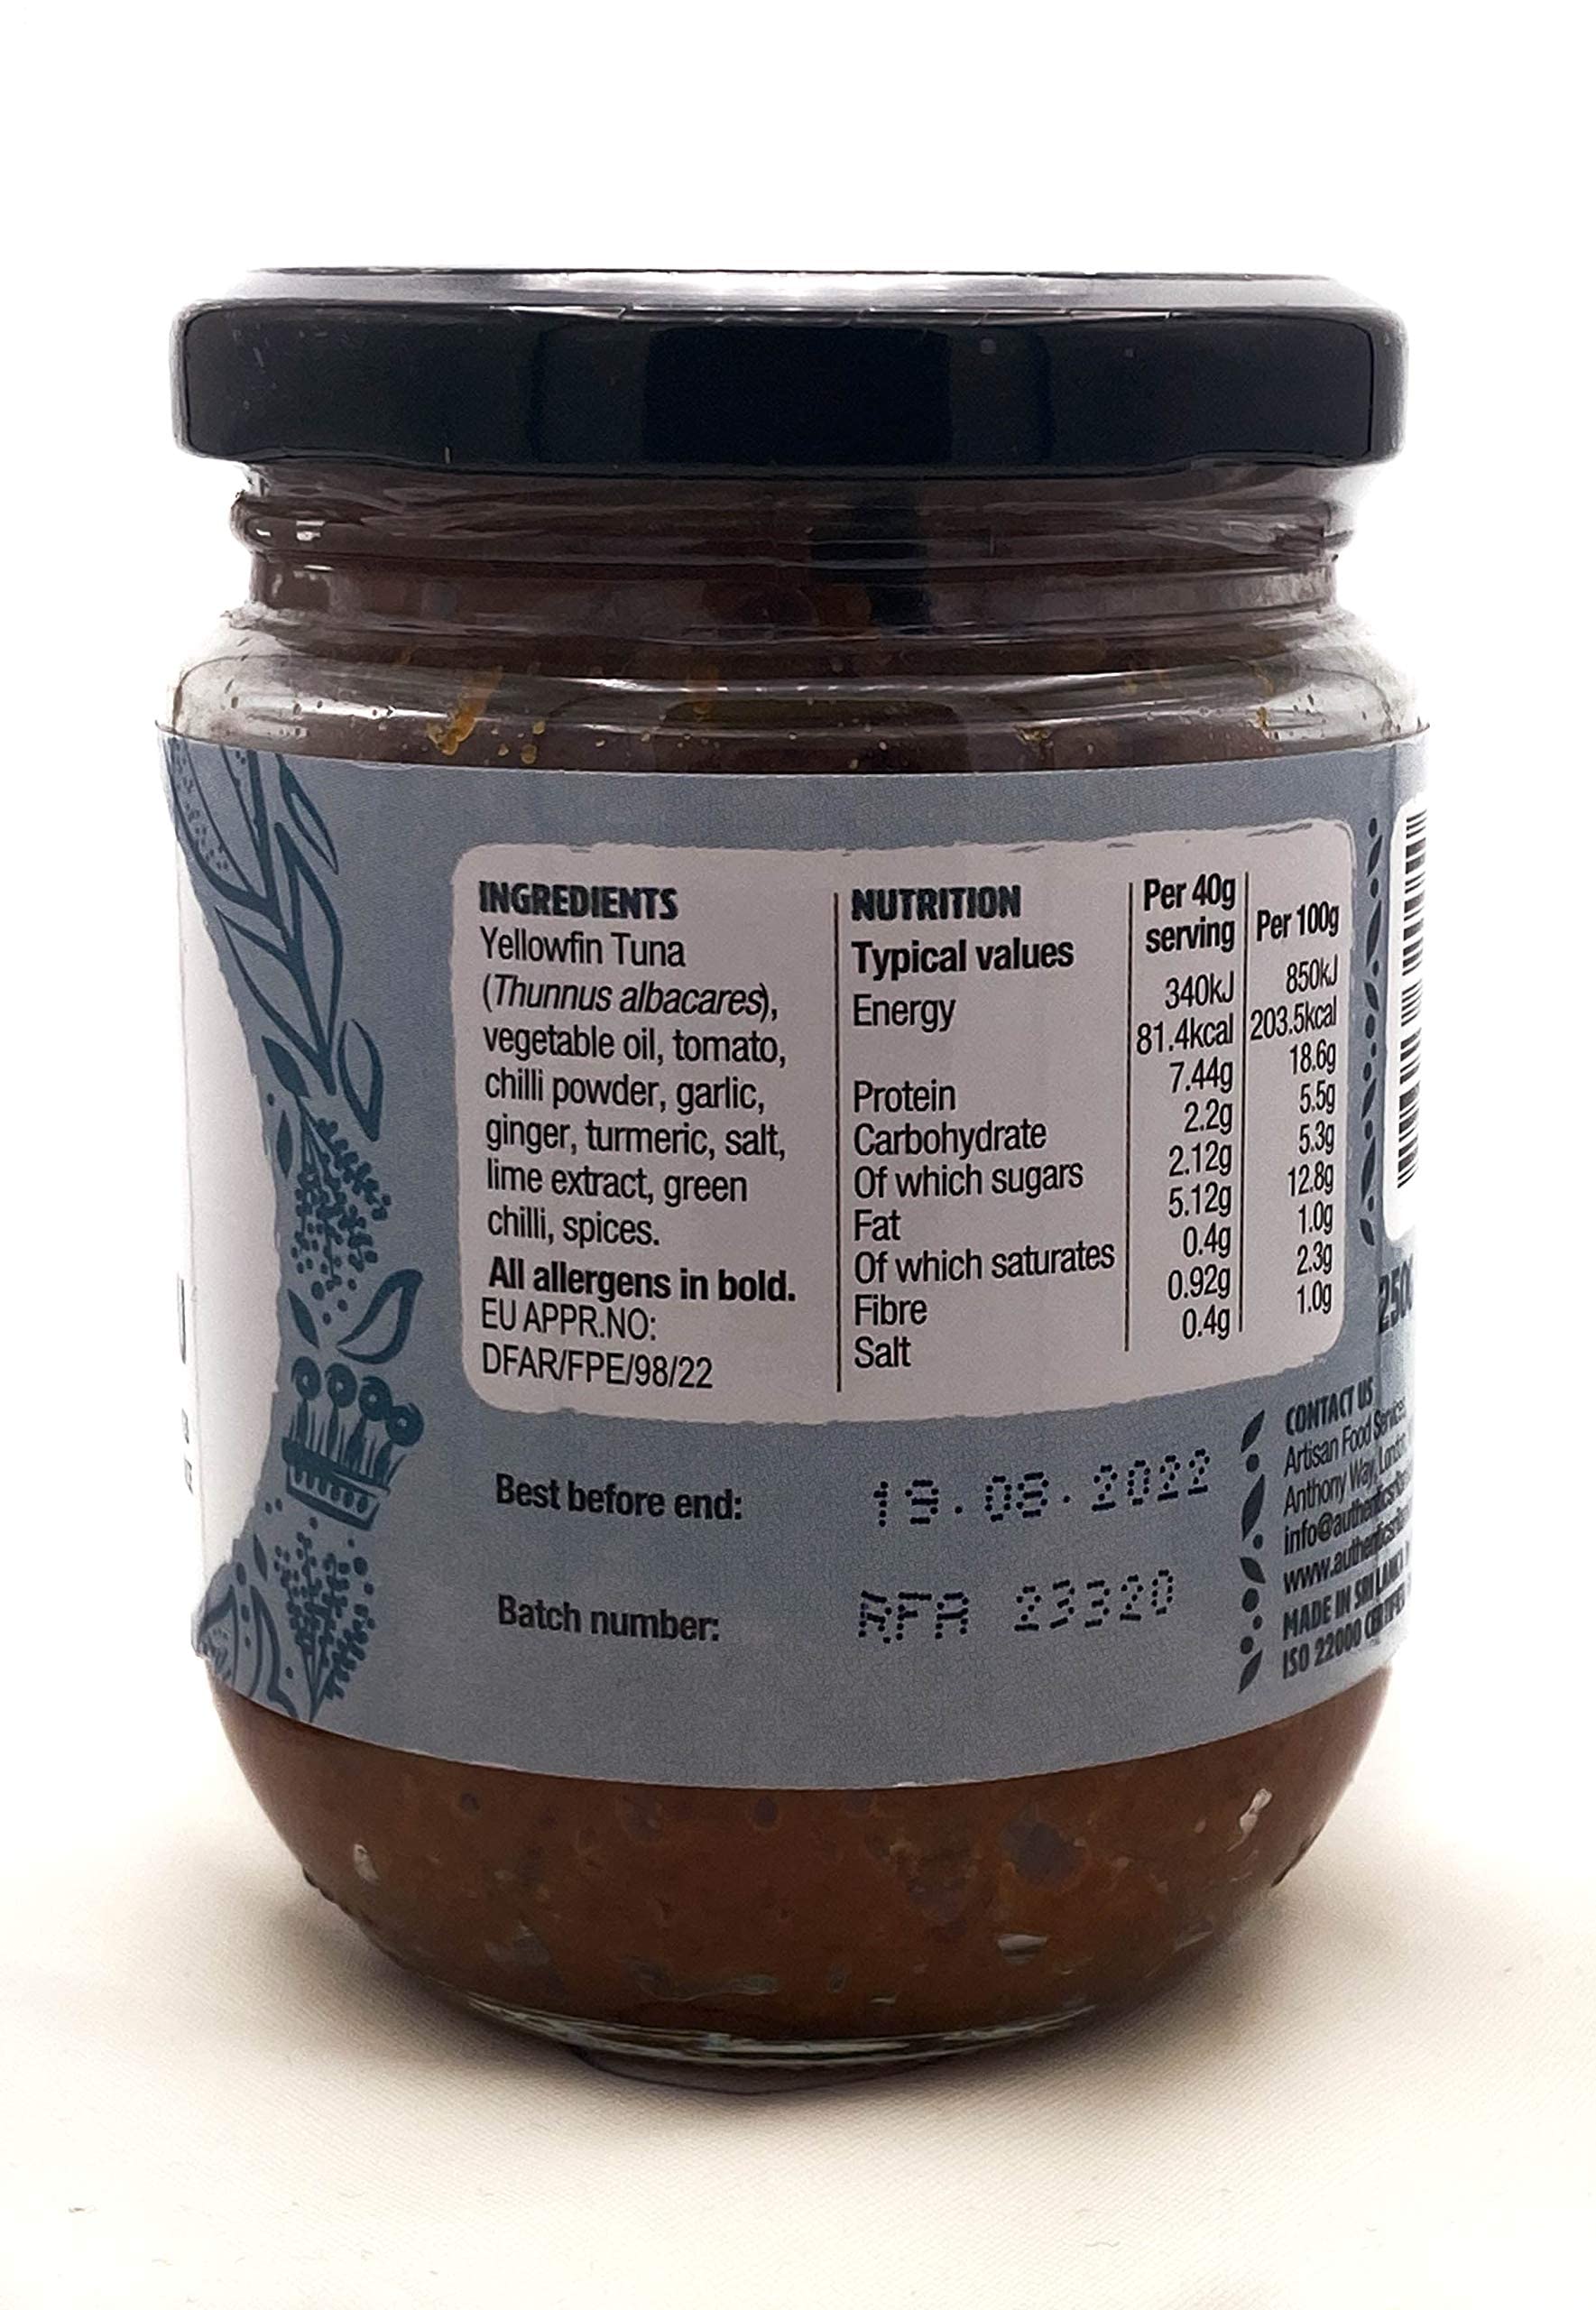 INGREDIENTS
Yellowfin Tuna
(Thunnus albacares),
vegetable oil, tomato,
chilli powder, garlic,
ginger, turmeric, salt,
lime extract, green
chilli, spices.
All allergens in bold.
EU APPR.NO:
DFAR/FPE/98/22
NUTRITION
Typical values
Energy
Protein
Carbohydrate
Of which sugars
Fat
Of which saturates
Fibre
Salt
Per 40g
serving
340kJ
81.4kcal
7.44g
2.2g
2.12g
5.12g
0.4g
0.92g
0.4g
Per 100g
850kJ
203.5kcal
18.6g
5.5g
5.3g
12.8g
1.0g
2.3g
1.0g
Best before end: 19.08.2022
Batch number: RFA 23320
CONTACT US
Artisan Food Services
Anthony Way, London,
MADE IN SRI LANKA
ISO 22000